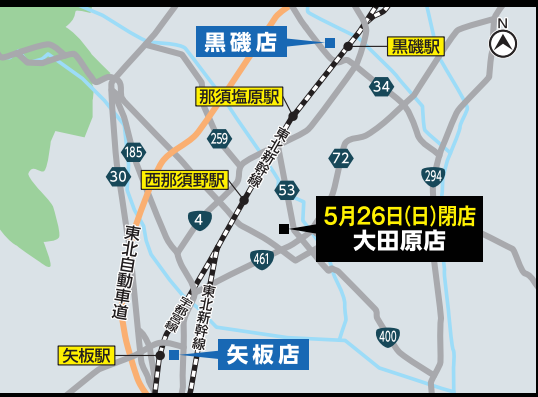 N
黒磯店
黒磯駅
34
那須塩原駅
東北新幹線
259
185
72
30
西那須野駅
53
294
4
5月26日(日)閉店
大田原店
461
東北自動車道
宇都宮線
東北新幹線
400
矢板駅
矢板店